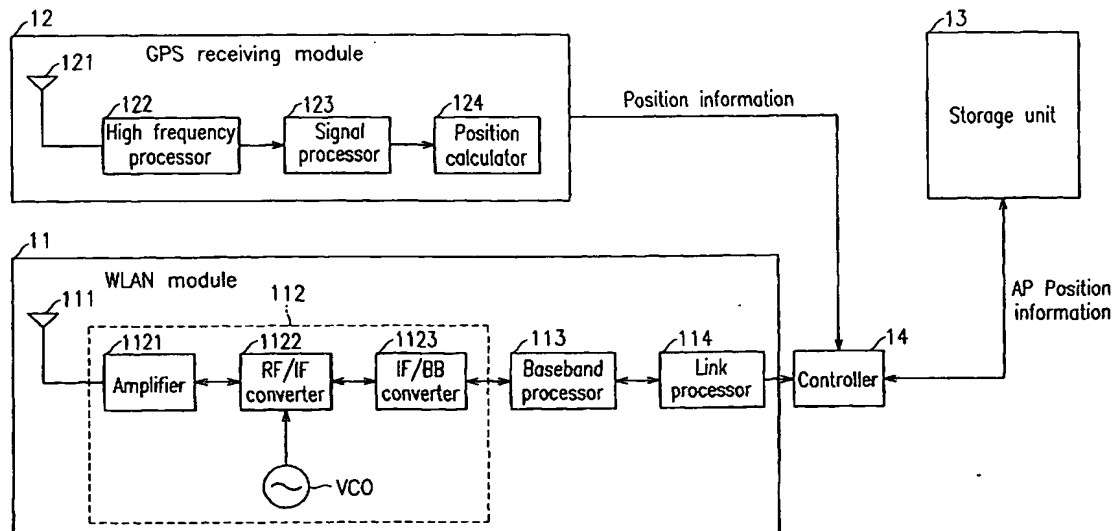 12
GPS receiving module
121
122
High frequency
processor
123
Signal
processor
124
Position
calculator
Position information
13
Storage unit
11
WLAN module
111
112
1121
Amplifier
1122
RF/IF
converter
1123
IF/BB
converter
VCO
113
Baseband
processor
114
Link
processor
14
Controller
AP Position
information